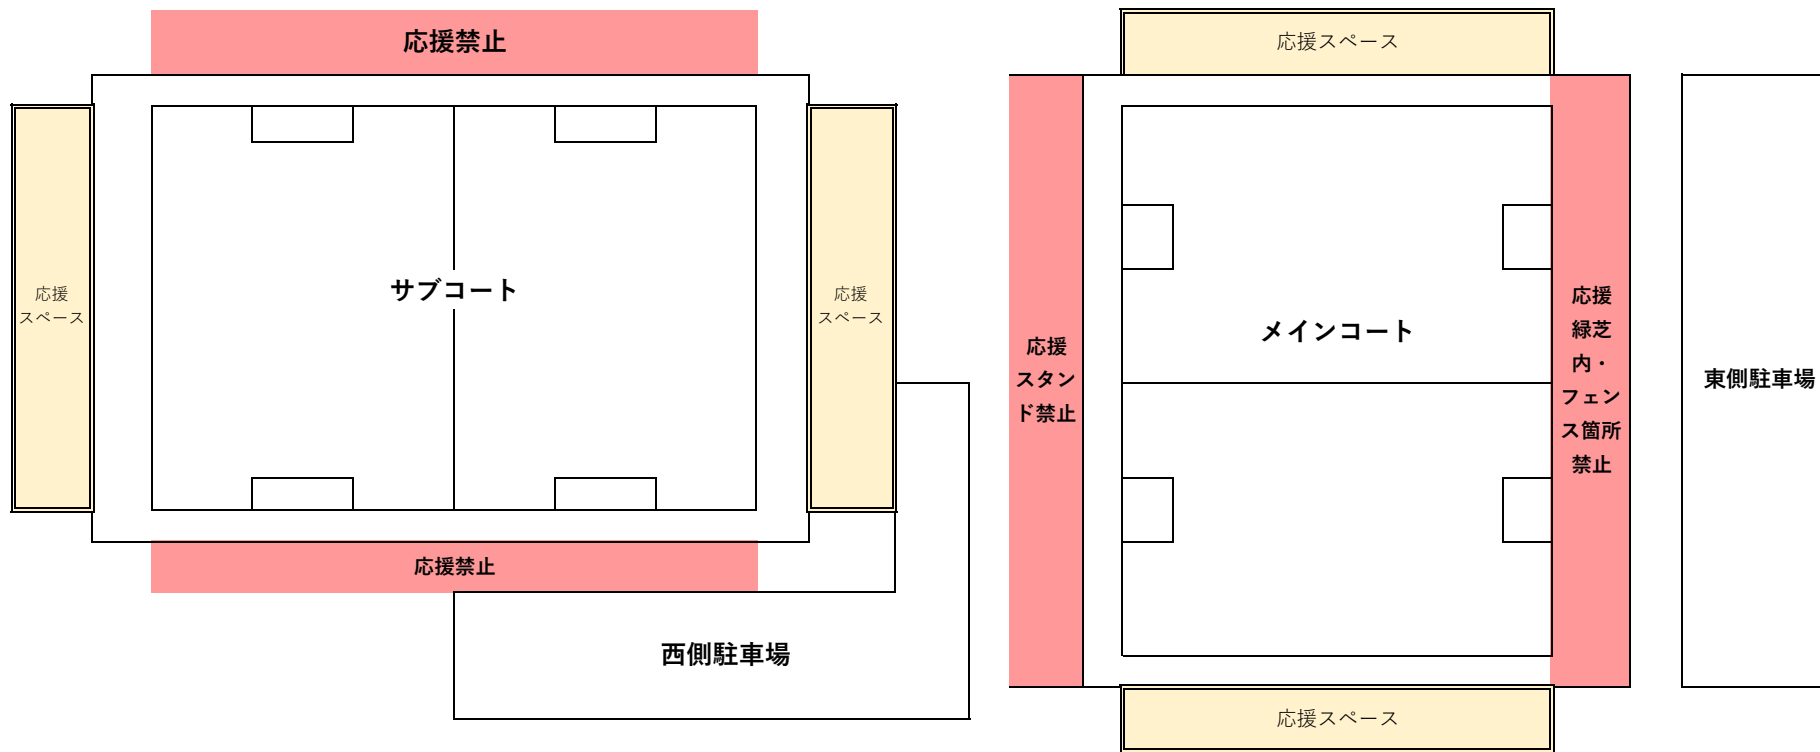 応援禁止
応援
スペース
サブコート
応援
スペース
応援禁止
西側駐車場
応援スペース
応援
スタン
ド禁止
メインコート
応援
緑芝
内・
フェン
ス箇所
禁止
応援スペース
東側駐車場